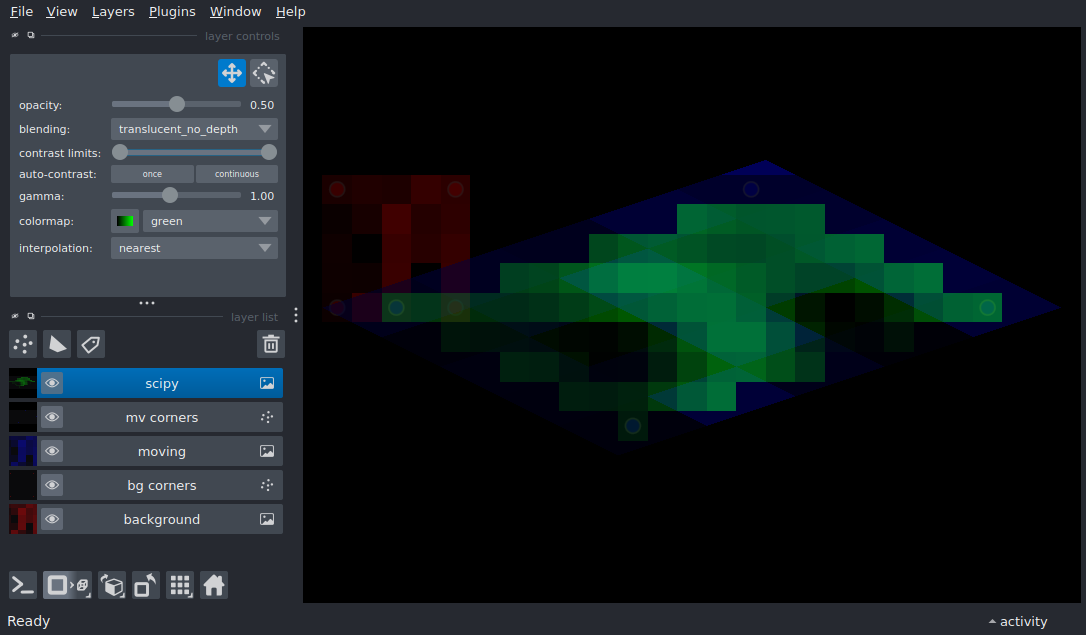 File View Layers Plugins Window Help
layer controls
opacity: 0.50
blending: translucent_no_depth
contrast limits:
auto-contrast: once continuous
gamma: 1.00
colormap: green
interpolation: nearest
layer list
scipy
mv corners
moving
bg corners
background
Ready activity